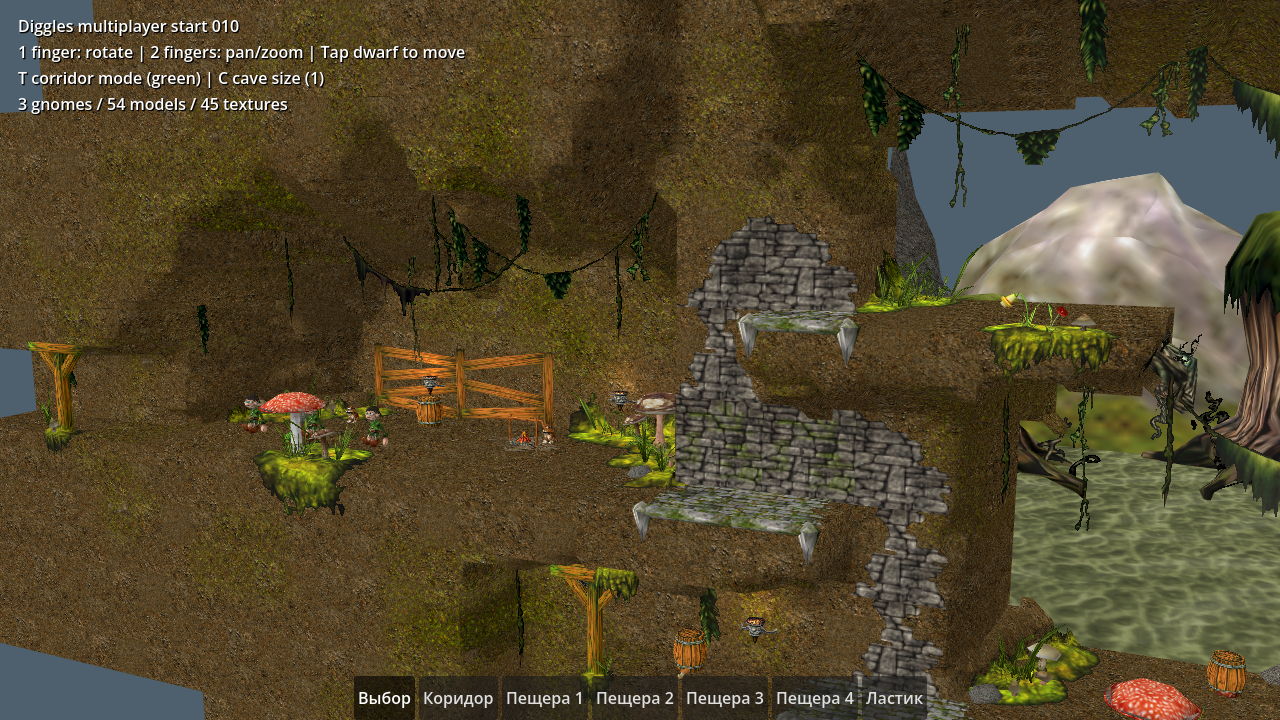 Diggles multiplayer start 010
1 finger: rotate | 2 fingers: pan/zoom | Tap dwarf to move
T corridor mode (green) | C cave size (1)
3 gnomes / 54 models / 45 textures
Выбор Коридор Пещера 1 Пещера 2 Пещера 3 Пещера 4 Ластик